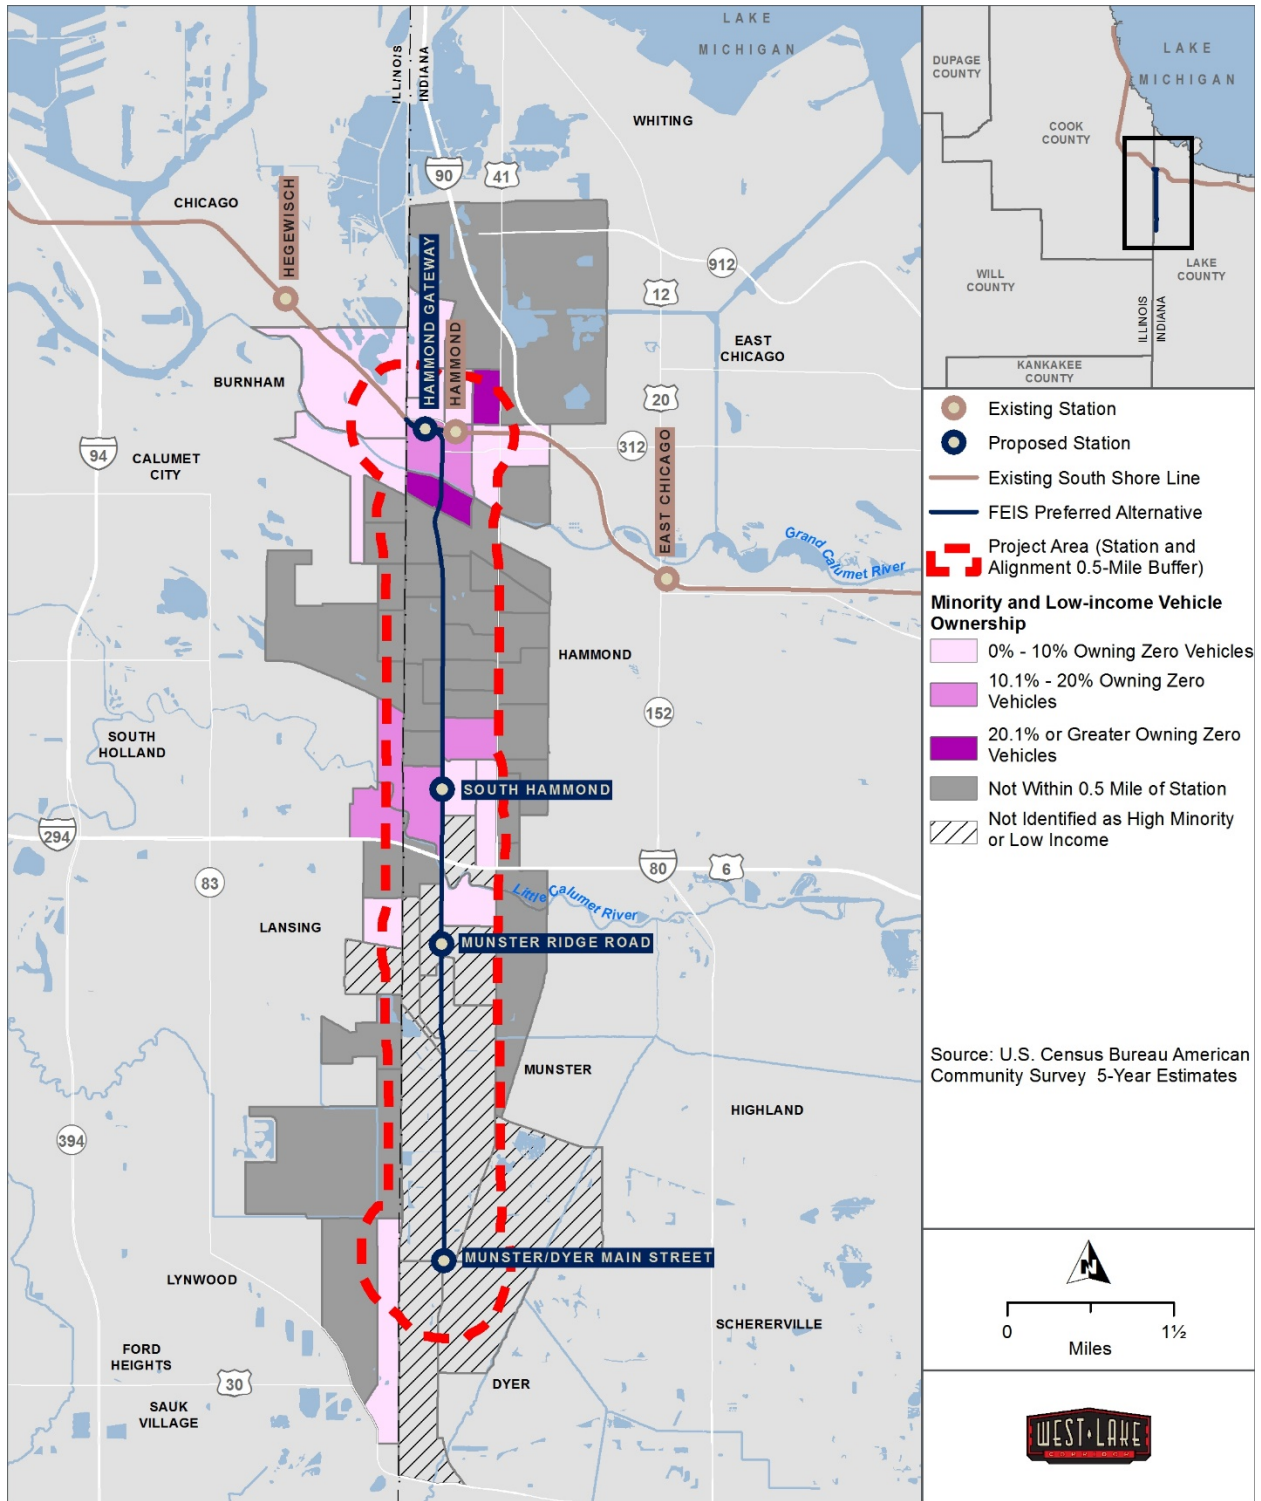 LAKE
MICHIGAN
ILLINOIS
INDIANA
WHITING
90
41
CHICAGO
HEGEWISCH
HAMMOND GATEWAY
HAMMOND
912
12
EAST
CHICAGO
BURNHAM
20
312
EAST CHICAGO
94
CALUMET
CITY
Grand Calumet River
HAMMOND
152
SOUTH
HOLLAND
SOUTH HAMMOND
294
80
6
83
Little Calumet River
LANSING
MUNSTER RIDGE ROAD
MUNSTER
HIGHLAND
394
MUNSTER/DYER MAIN STREET
LYNWOOD
SCHERERVILLE
FORD
HEIGHTS
30
DYER
SAUK
VILLAGE
LAKE
MICHIGAN
DUPAGE
COUNTY
COOK
COUNTY
WILL
COUNTY
LAKE
COUNTY
ILLINOIS
INDIANA
KANKAKEE
COUNTY
Existing Station
Proposed Station
Existing South Shore Line
FEIS Preferred Alternative
Project Area (Station and
Alignment 0.5-Mile Buffer)
Minority and Low-income Vehicle
Ownership
0% - 10% Owning Zero Vehicles
10.1% - 20% Owning Zero
Vehicles
20.1% or Greater Owning Zero
Vehicles
Not Within 0.5 Mile of Station
Not Identified as High Minority
or Low Income
Source: U.S. Census Bureau American
Community Survey 5-Year Estimates
N
0 1½
Miles
WEST LAKE